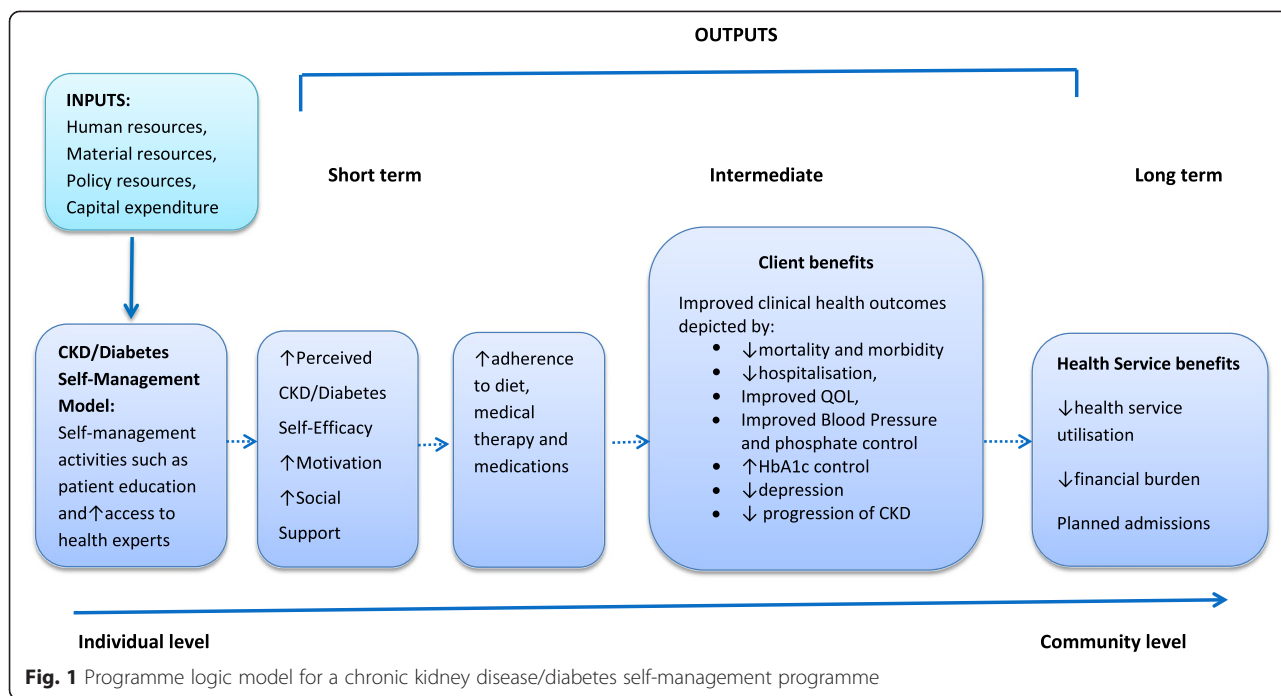 OUTPUTS
INPUTS:
Human resources,
Material resources,
Policy resources,
Capital expenditure
Short term
Intermediate
Long term
CKD/Diabetes
Self-Management
Model:
Self-management
activities such as
patient education
and↑access to
health experts
↑Perceived
CKD/Diabetes
Self-Efficacy
↑Motivation
↑Social
Support
↑adherence
to diet,
medical
therapy and
medications
Client benefits
Improved clinical health outcomes
depicted by:
• ↓mortality and morbidity
• ↓hospitalisation,
• Improved QOL,
• Improved Blood Pressure
and phosphate control
• ↑HbA1c control
• ↓depression
• ↓ progression of CKD
Health Service benefits
↓health service
utilisation
↓financial burden
Planned admissions
Individual level
Community level
Fig. 1 Programme logic model for a chronic kidney disease/diabetes self-management programme